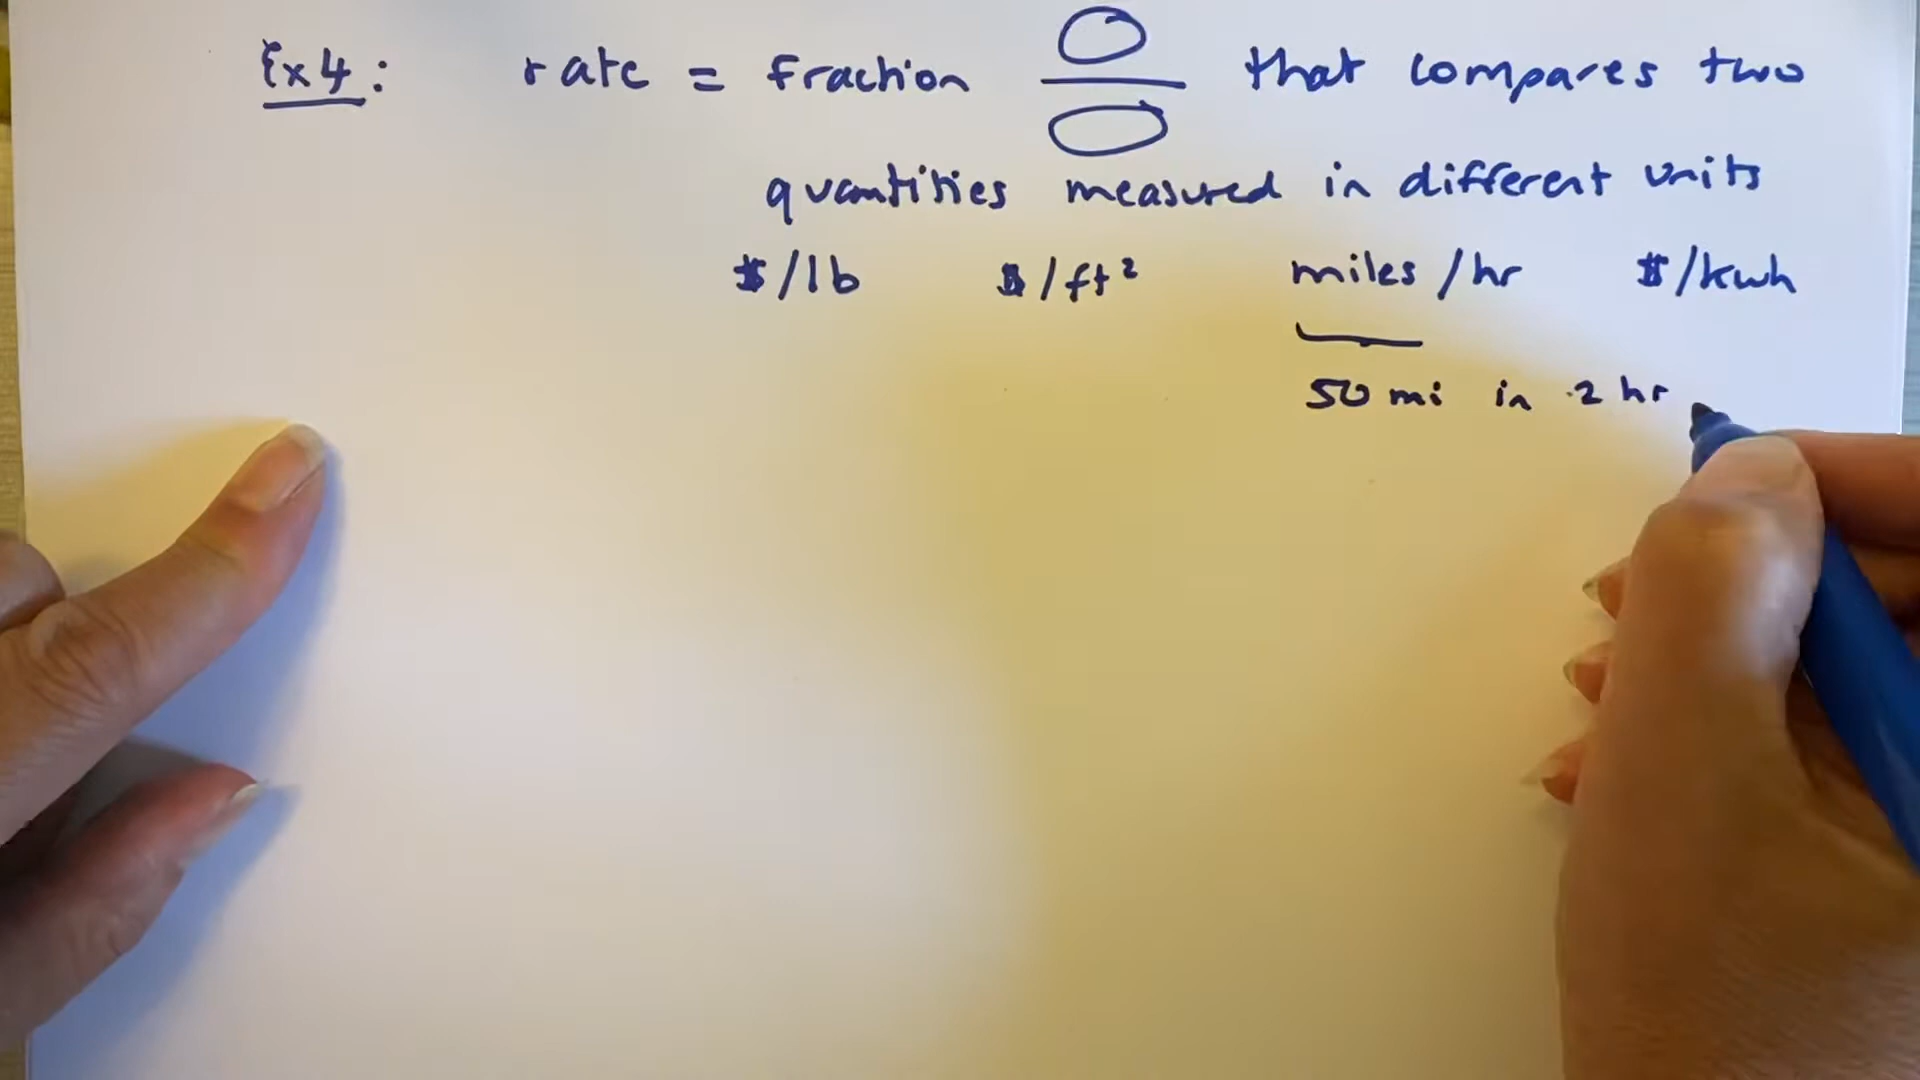 Ex 4: rate = fraction that compares two
quantities measured in different units
$/lb $/ft² miles/hr $/kwh
50 mi in 2 hr